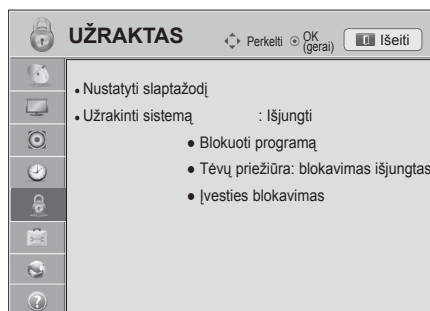 UŽRAKTAS
Perkelti
OK
(gerai)
Išeiti
• Nustatyti slaptažodį
• Užrakinti sistemą : Išjungti
• Blokuoti programą
• Tėvų priežiūra: blokavimas išjungtas
• Įvesties blokavimas